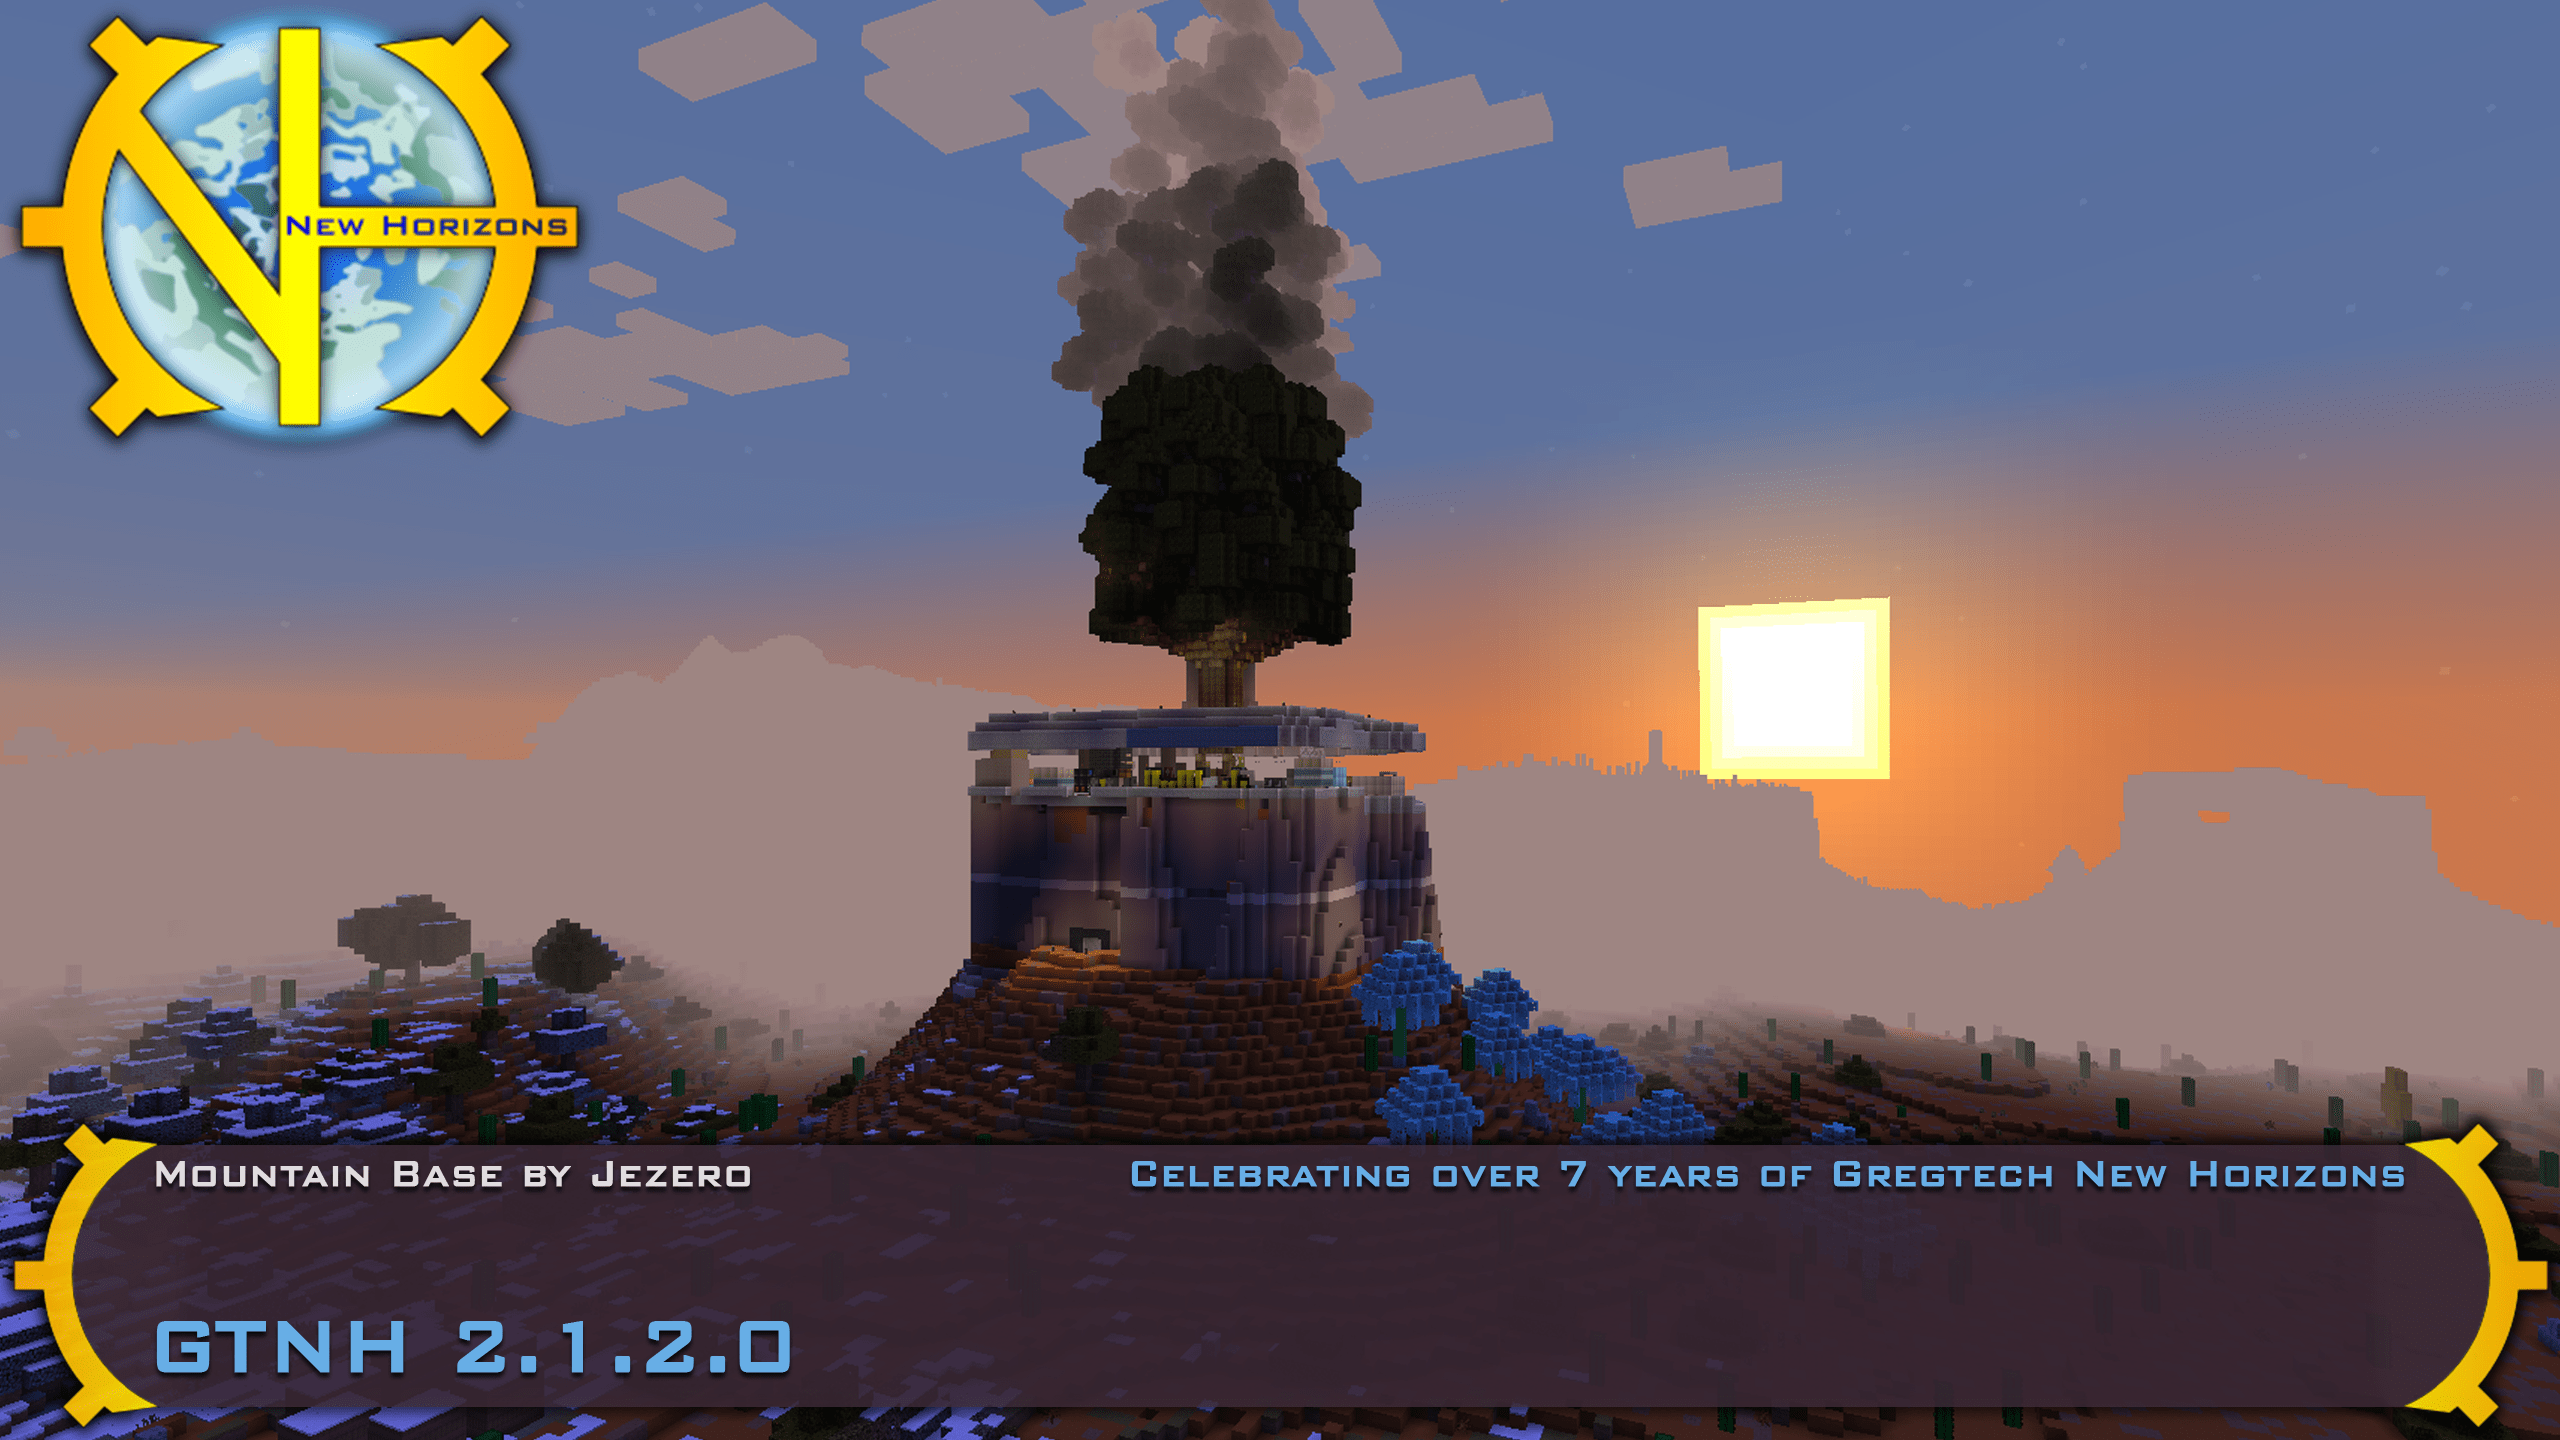 New Horizons
Mountain Base by Jezero
Celebrating over 7 years of Gregtech New Horizons
GTNH 2.1.2.0